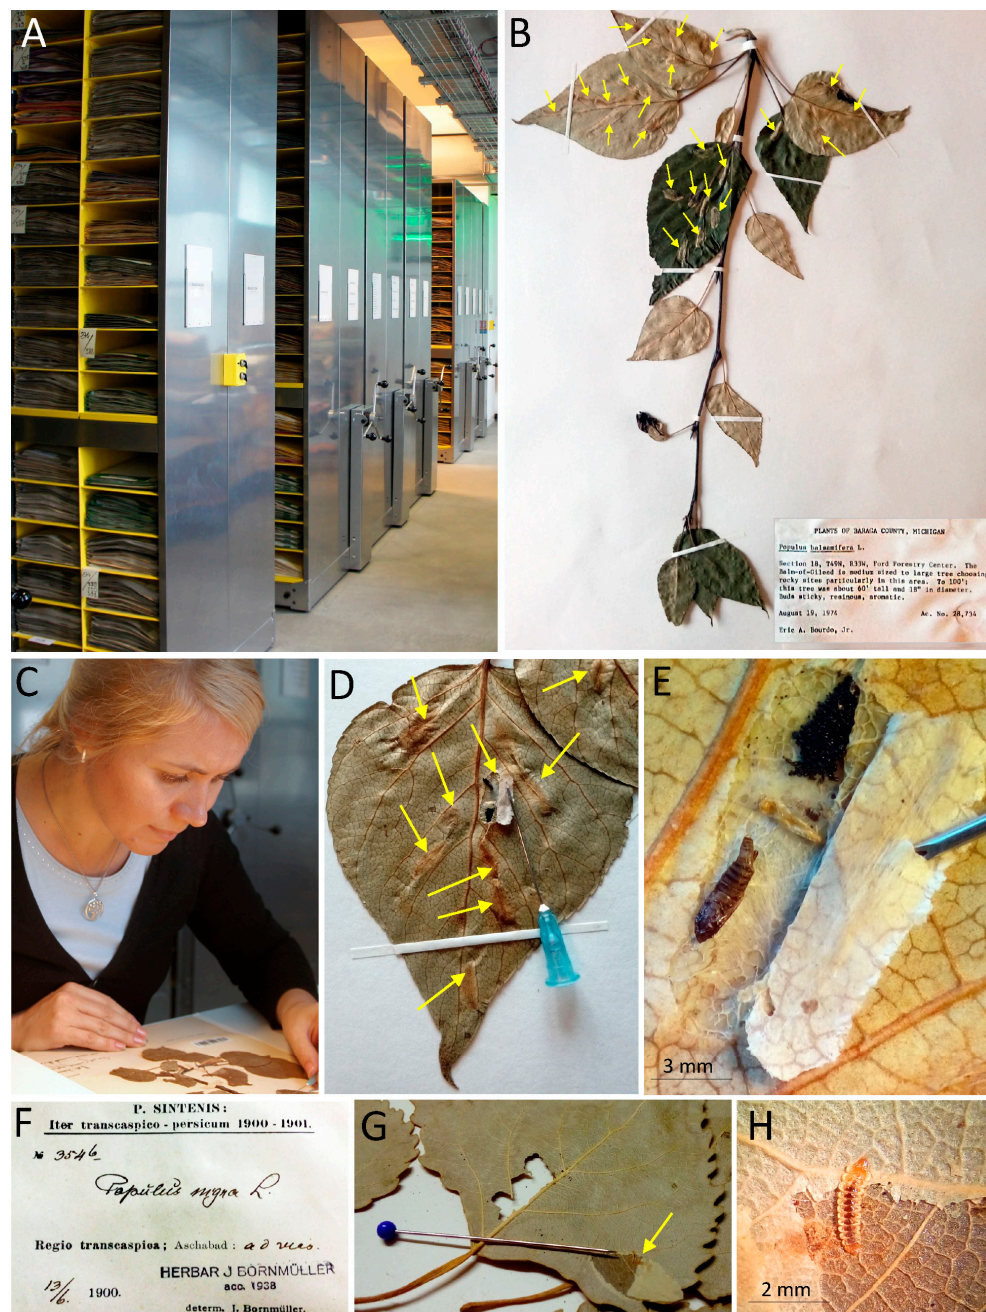 A
B
PLANTS OF BARAGA COUNTY, MICHIGAN
Populus balsamifera L.
Section 18, T49N, R33W, Ford Forestry Center. The
Balm-of-Gilead is medium sized to large tree choosing
rocky sites particularly in this area. To 100';
this tree was about 60' tall and 18" in diameter.
Buds sticky, resinous, aromatic.
August 19, 1974 Ac. No. 28,734
Eric A. Bourdo, Jr.
C
D
E
3 mm
F
P. SINTENIS:
Iter transcaspico - persicum 1900 - 1901.
№ 3546
Populus nigra L.
Regio transcaspica; Aschabad:
13/6. 1900.
HERBAR J BORNMÜLLER
acc. 1938
determ. J. Bornmüller.
G
H
2 mm